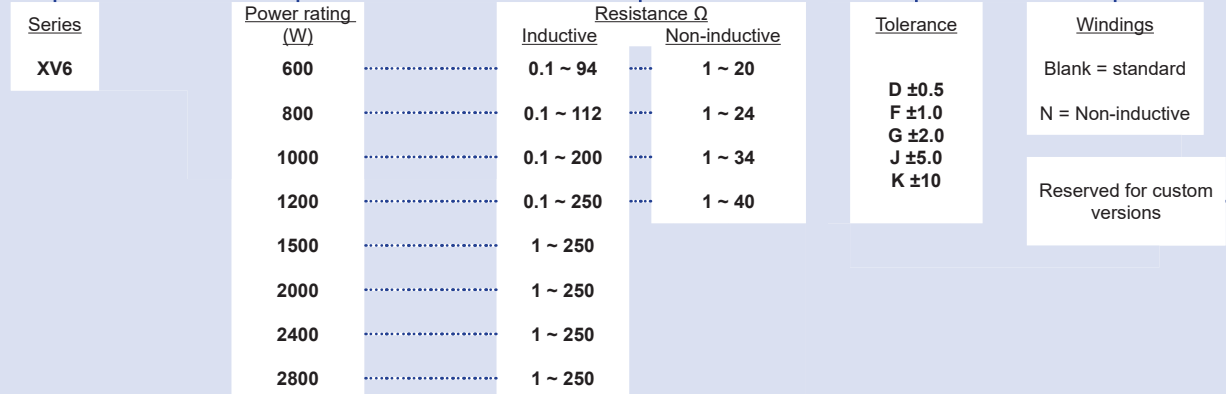 Series
XV6
Power rating
(W)
Resistance Ω
Inductive Non-inductive
600 0.1 ~ 94 1 ~ 20
800 0.1 ~ 112 1 ~ 24
1000 0.1 ~ 200 1 ~ 34
1200 0.1 ~ 250 1 ~ 40
1500 1 ~ 250
2000 1 ~ 250
2400 1 ~ 250
2800 1 ~ 250
Tolerance
D ±0.5
F ±1.0
G ±2.0
J ±5.0
K ±10
Windings
Blank = standard
N = Non-inductive
Reserved for custom
versions